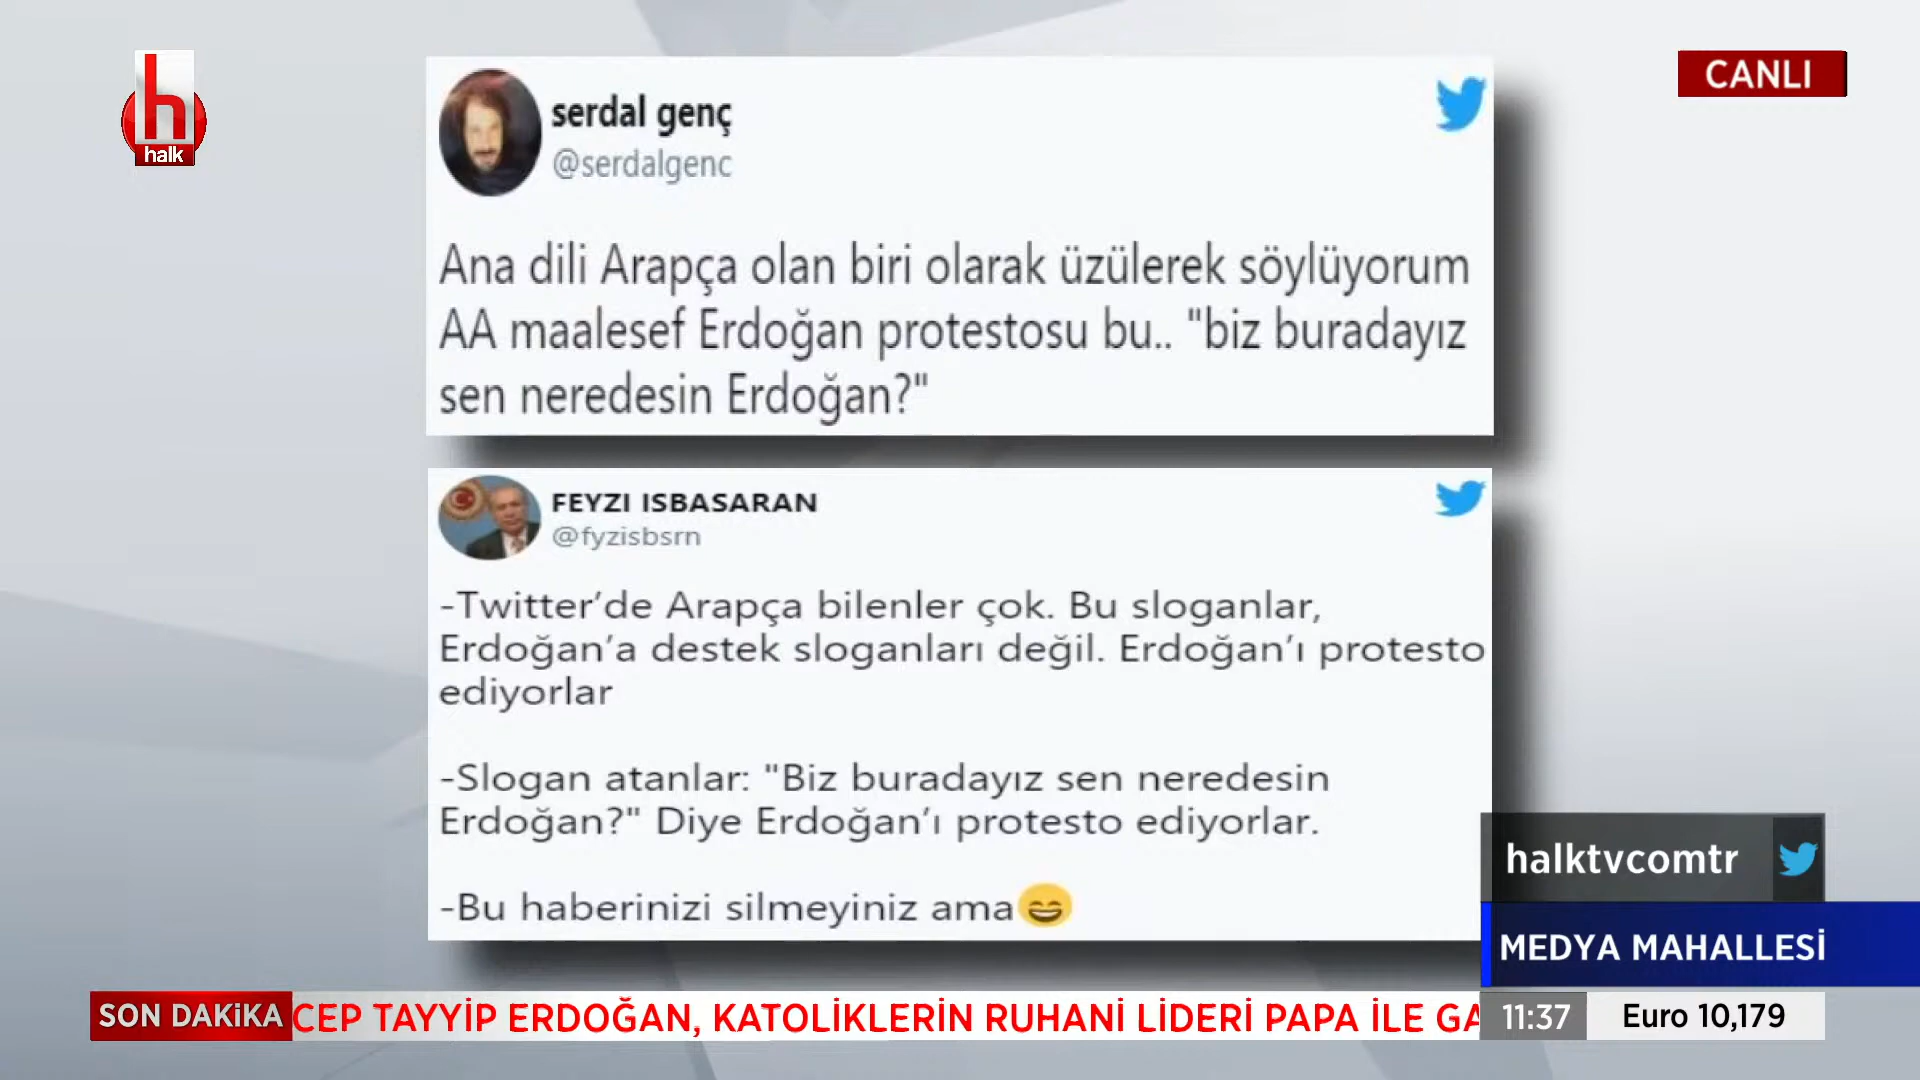 h
halk
CANLI
serdal genç
@serdalgenc
Ana dili Arapça olan biri olarak üzülerek söylüyorum
AA maalesef Erdoğan protestosu bu.. "biz buradayız
sen neredesin Erdoğan?"
FEYZI ISBASARAN
@fyzisbsrn
-Twitter’de Arapça bilenler çok. Bu sloganlar,
Erdoğan’a destek sloganları değil. Erdoğan’ı protesto
ediyorlar
-Slogan atanlar: "Biz buradayız sen neredesin
Erdoğan?" Diye Erdoğan’ı protesto ediyorlar.
-Bu haberinizi silmeyiniz ama😄
halktvcomtr
MEDYA MAHALLESİ
SON DAKİKA CEP TAYYİP ERDOĞAN, KATOLİKLERİN RUHANİ LİDERİ PAPA İLE GA 11:37 Euro 10,179